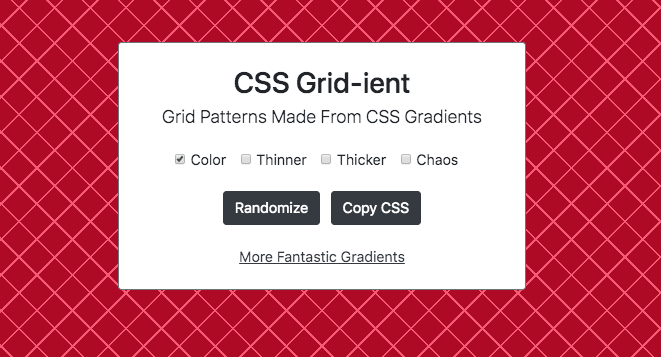 CSS Grid-ient
Grid Patterns Made From CSS Gradients
Color Thinner Thicker Chaos
Randomize Copy CSS
More Fantastic Gradients